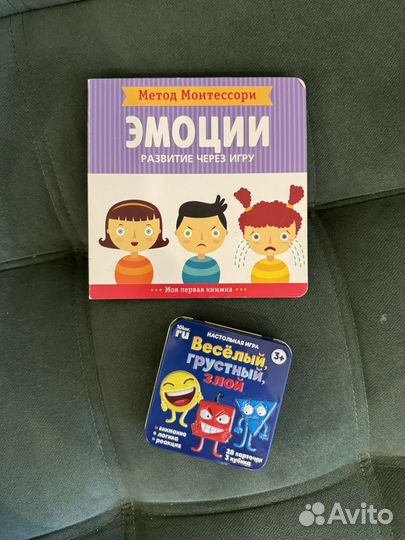 Метод Монтессори
ЭМОЦИИ
РАЗВИТИЕ ЧЕРЕЗ ИГРУ
Моя первая книжка
НАСТОЛЬНАЯ ИГРА
3+
Весёлый,
грустный,
злой
внимание
логика
реакция
28 карточек
3 кубика
Avito